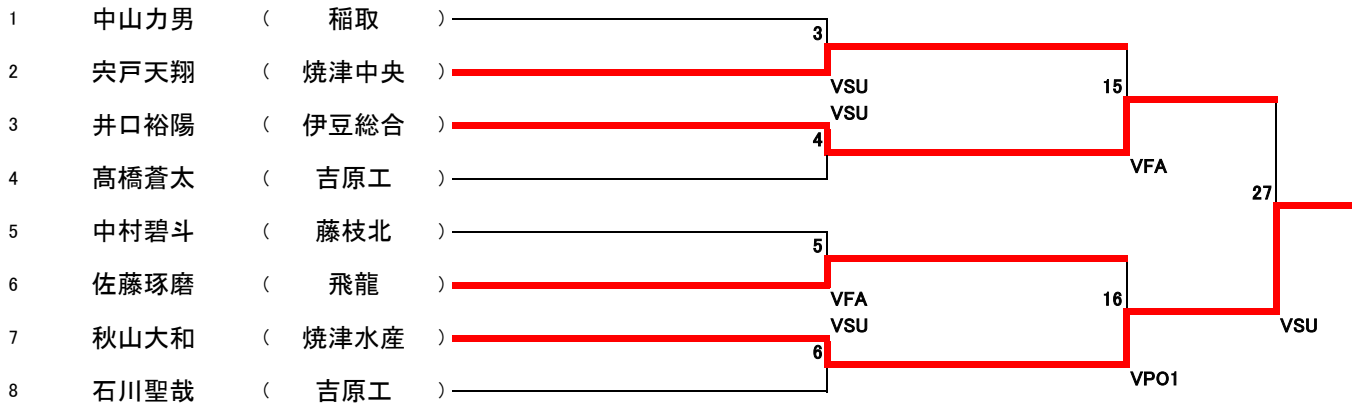 1 中山力男 （ 稲取 ）
3
2 宍戸天翔 （ 焼津中央 ）
VSU
15
3 井口裕陽 （ 伊豆総合 ）
VSU
4
4 髙橋蒼太 （ 吉原工 ）
VFA
27
5 中村碧斗 （ 藤枝北 ）
5
6 佐藤琢磨 （ 飛龍 ）
VFA
16
7 秋山大和 （ 焼津水産 ）
VSU
VSU
6
8 石川聖哉 （ 吉原工 ）
VPO1